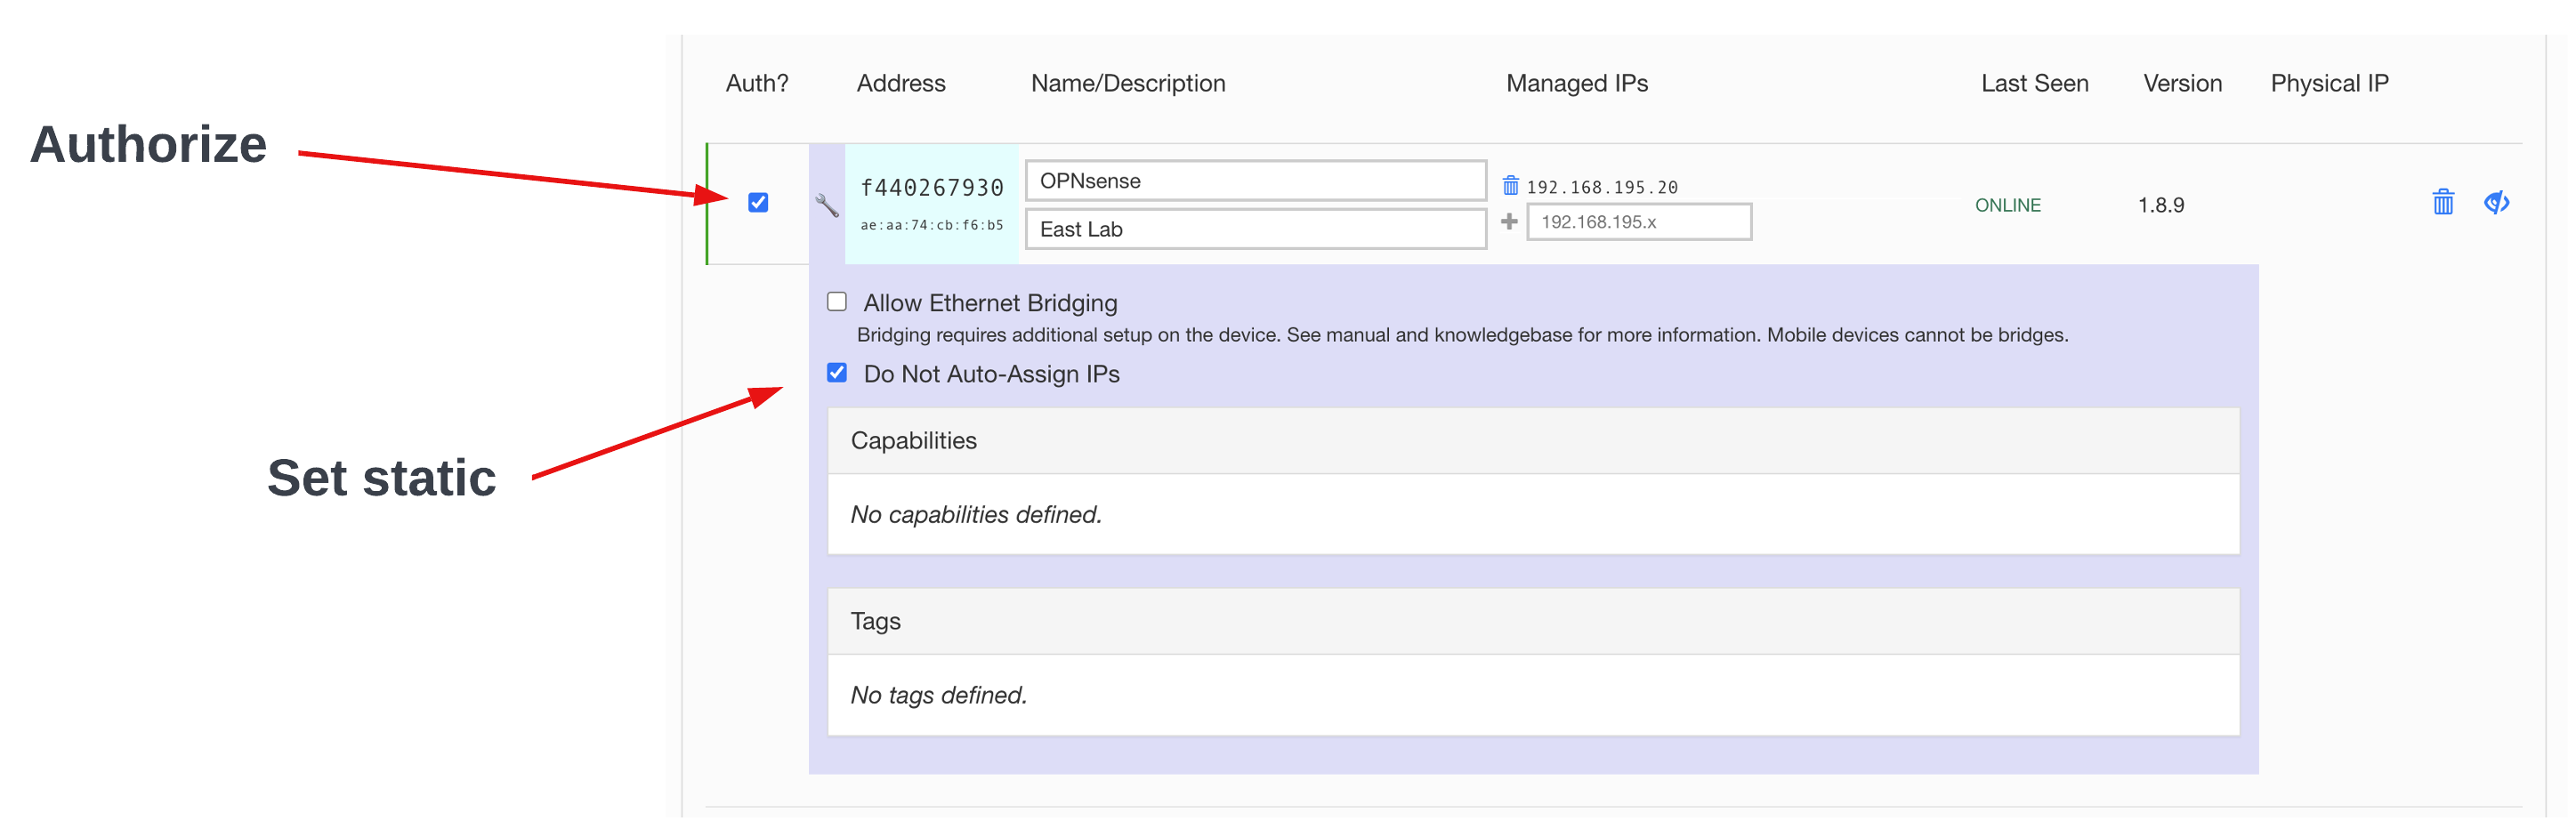 Auth? Address Name/Description Managed IPs Last Seen Version Physical IP
Authorize
f440267930
ae:aa:74:cb:f6:b5
OPNsense
East Lab
192.168.195.20
192.168.195.x
ONLINE
1.8.9
Allow Ethernet Bridging
Bridging requires additional setup on the device. See manual and knowledgebase for more information. Mobile devices cannot be bridges.
Do Not Auto-Assign IPs
Set static
Capabilities
No capabilities defined.
Tags
No tags defined.